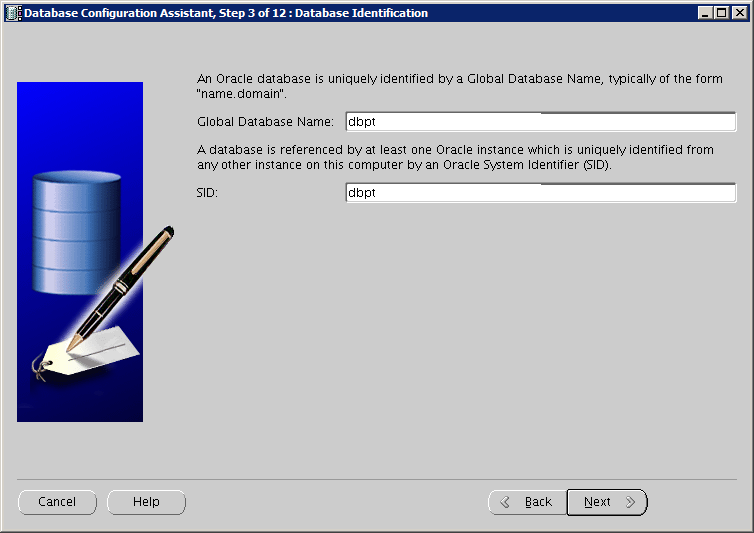 Database Configuration Assistant, Step 3 of 12 : Database Identification
An Oracle database is uniquely identified by a Global Database Name, typically of the form
"name.domain".
Global Database Name: dbpt
A database is referenced by at least one Oracle instance which is uniquely identified from
any other instance on this computer by an Oracle System Identifier (SID).
SID: dbpt
Cancel Help Back Next